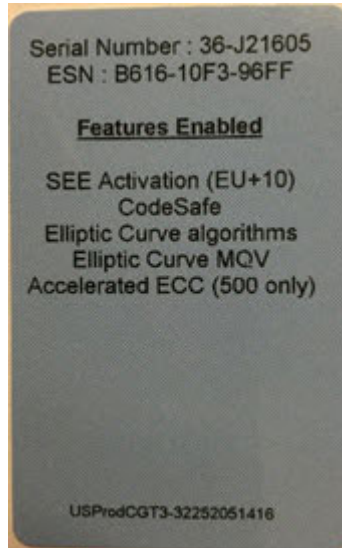 Serial Number : 36-J21605
ESN : B616-10F3-96FF
Features Enabled
SEE Activation (EU+10)
CodeSafe
Elliptic Curve algorithms
Elliptic Curve MQV
Accelerated ECC (500 only)
USProdCGT3-32252051416